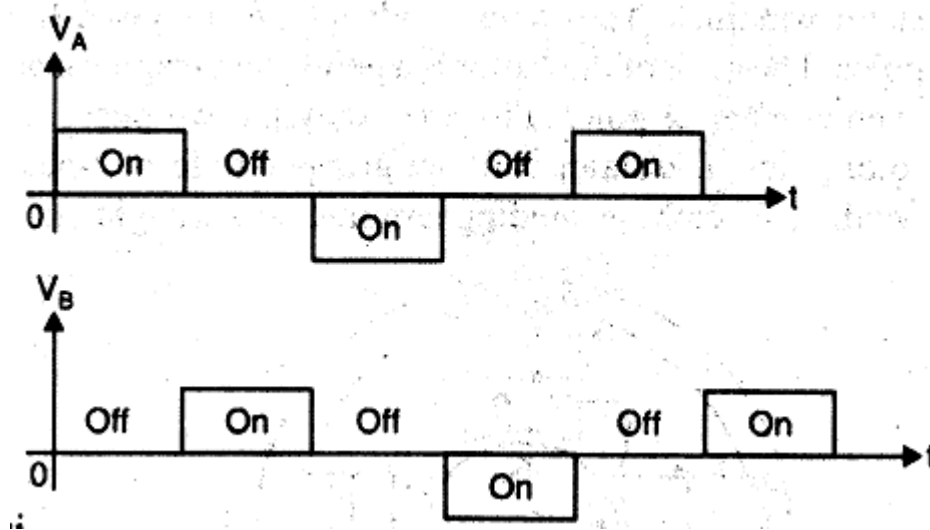 V_A
On Off Off On
0 On t
V_B
Off On Off Off On
0 t
On